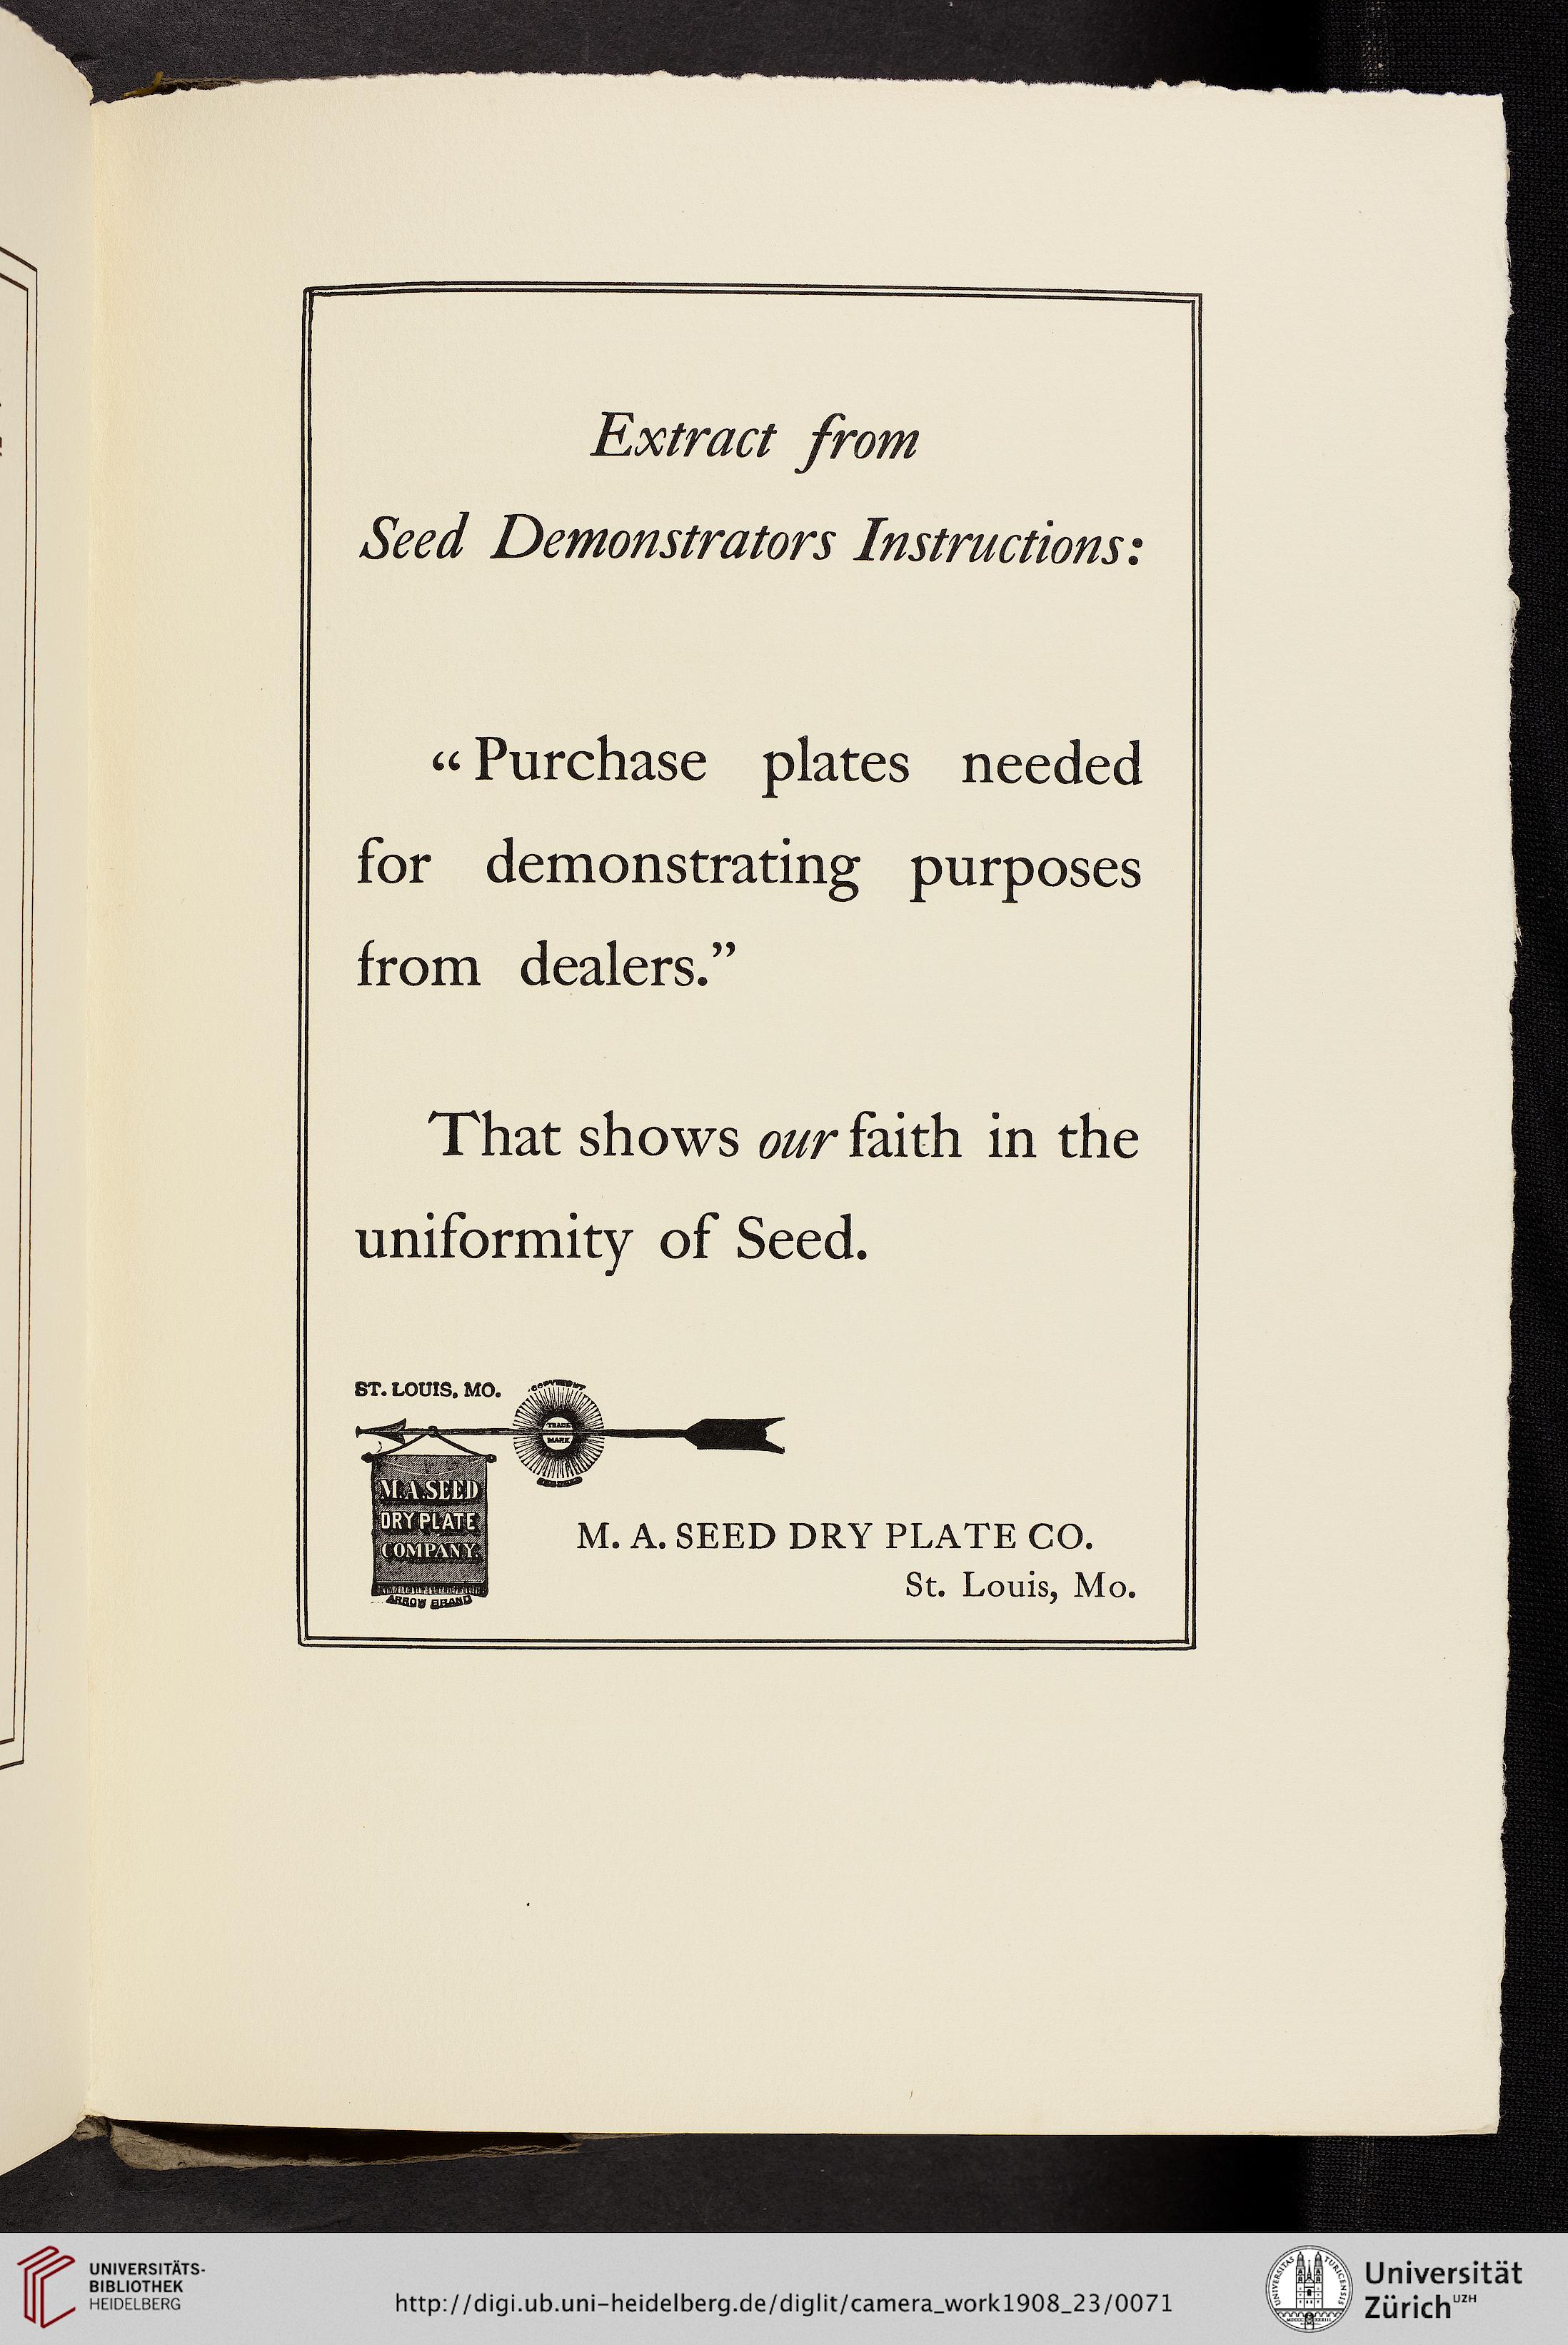 Extract from
Seed Demonstrators Instructions:
“Purchase plates needed
for demonstrating purposes
from dealers.”
That shows our faith in the
uniformity of Seed.
ST. LOUIS, MO.
COPYRIGHT
TRADE
MARK
M.A.SEED
DRY PLATE
COMPANY.
ARROW BRAND
M. A. SEED DRY PLATE CO.
St. Louis, Mo.
UNIVERSITÄTS-
BIBLIOTHEK
HEIDELBERG
http://digi.ub.uni-heidelberg.de/diglit/camera_work1908_23/0071
Universität
Zürich UZH